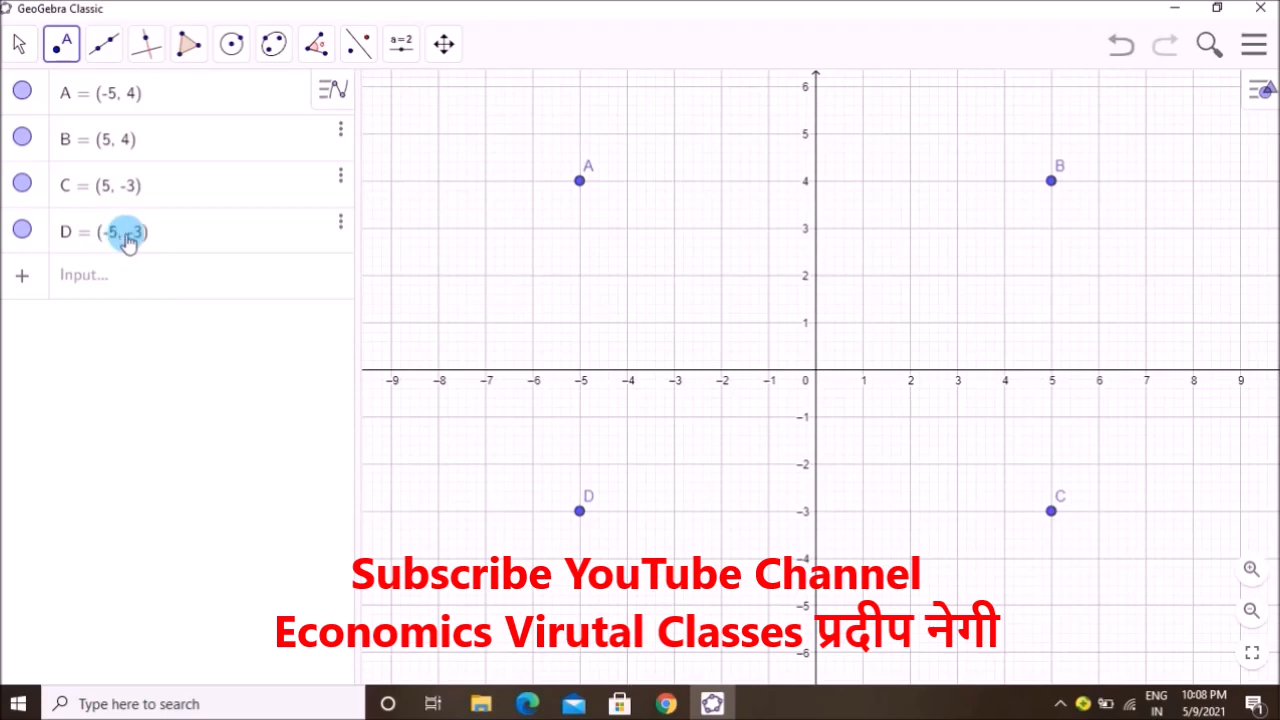 GeoGebra Classic
A
a=2
A = (-5, 4)
B = (5, 4)
C = (5, -3)
D = (-5, -3)
+ Input...
6
5
4
3
2
1
−9 −8 −7 −6 −5 −4 −3 −2 −1 0 1 2 3 4 5 6 7 8 9
−1
−2
−3
−4
−5
−6
A
B
D
C
Subscribe YouTube Channel
Economics Virutal Classes प्रदीप नेगी
Type here to search
ENG
IN
10:08 PM
5/9/2021
1